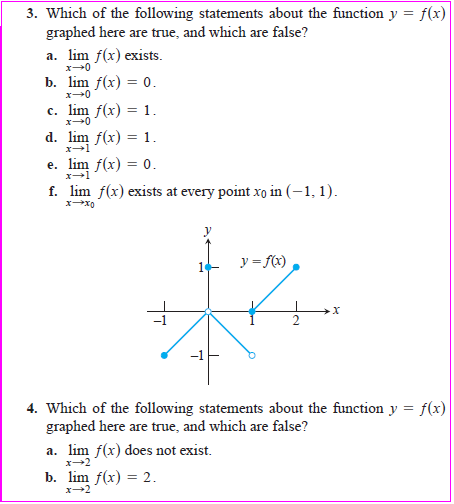 3. Which of the following statements about the function y = f(x)
graphed here are true, and which are false?
a. lim x→0 f(x) exists.
b. lim x→0 f(x) = 0.
c. lim x→0 f(x) = 1.
d. lim x→1 f(x) = 1.
e. lim x→1 f(x) = 0.
f. lim x→x₀ f(x) exists at every point x₀ in (−1, 1).
y
1
y = f(x)
x
−1
1
2
−1
4. Which of the following statements about the function y = f(x)
graphed here are true, and which are false?
a. lim x→2 f(x) does not exist.
b. lim x→2 f(x) = 2.